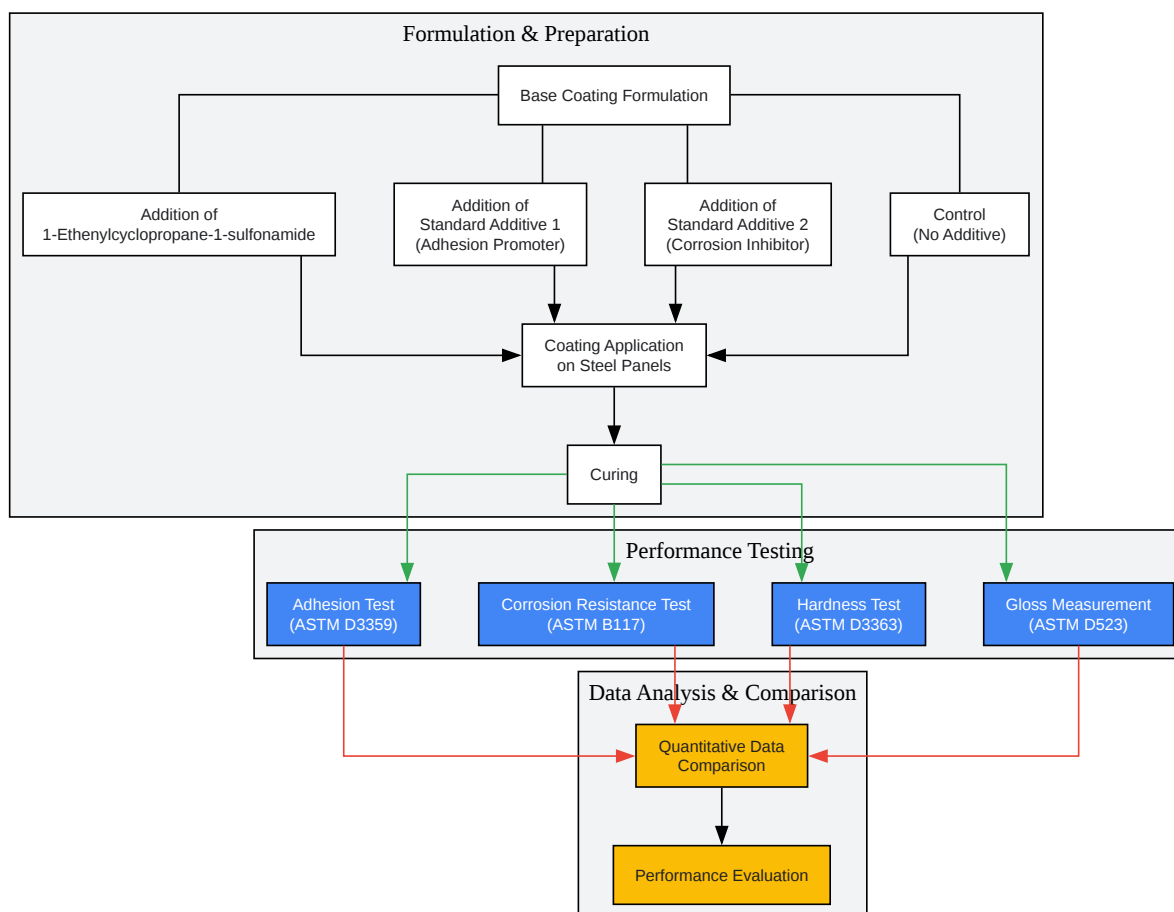 Formulation & Preparation
Base Coating Formulation
Addition of
1-Ethenylcyclopropane-1-sulfonamide
Addition of
Standard Additive 1
(Adhesion Promoter)
Addition of
Standard Additive 2
(Corrosion Inhibitor)
Control
(No Additive)
Coating Application
on Steel Panels
Curing
Performance Testing
Adhesion Test
(ASTM D3359)
Corrosion Resistance Test
(ASTM B117)
Hardness Test
(ASTM D3363)
Gloss Measurement
(ASTM D523)
Data Analysis & Comparison
Quantitative Data
Comparison
Performance Evaluation